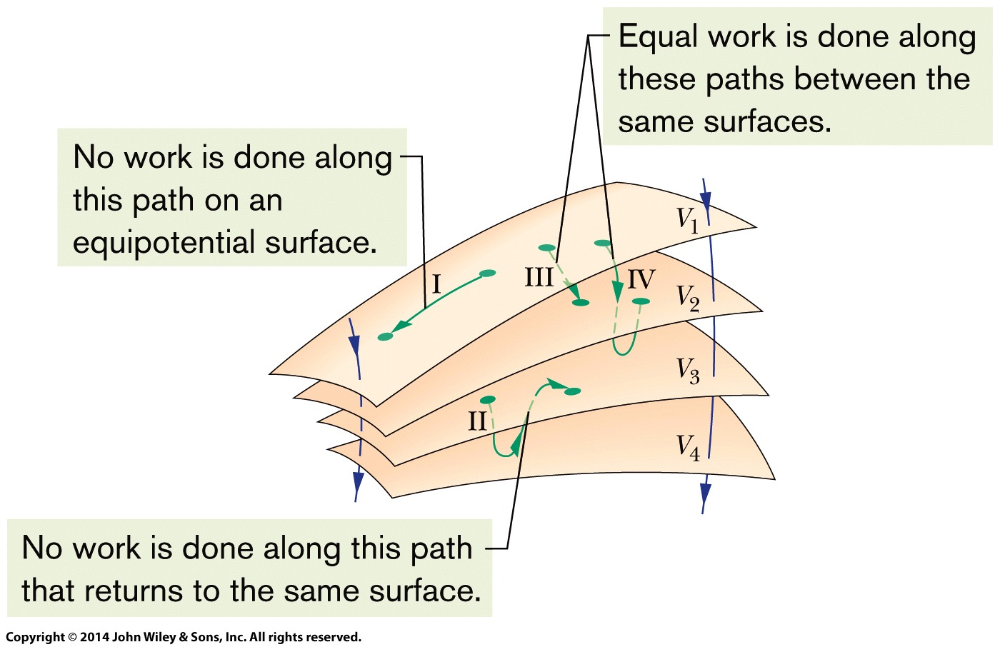 Equal work is done along
these paths between the
same surfaces.
No work is done along
this path on an
equipotential surface.
V1
III
IV
I
V2
V3
II
V4
No work is done along this path
that returns to the same surface.
Copyright © 2014 John Wiley & Sons, Inc. All rights reserved.